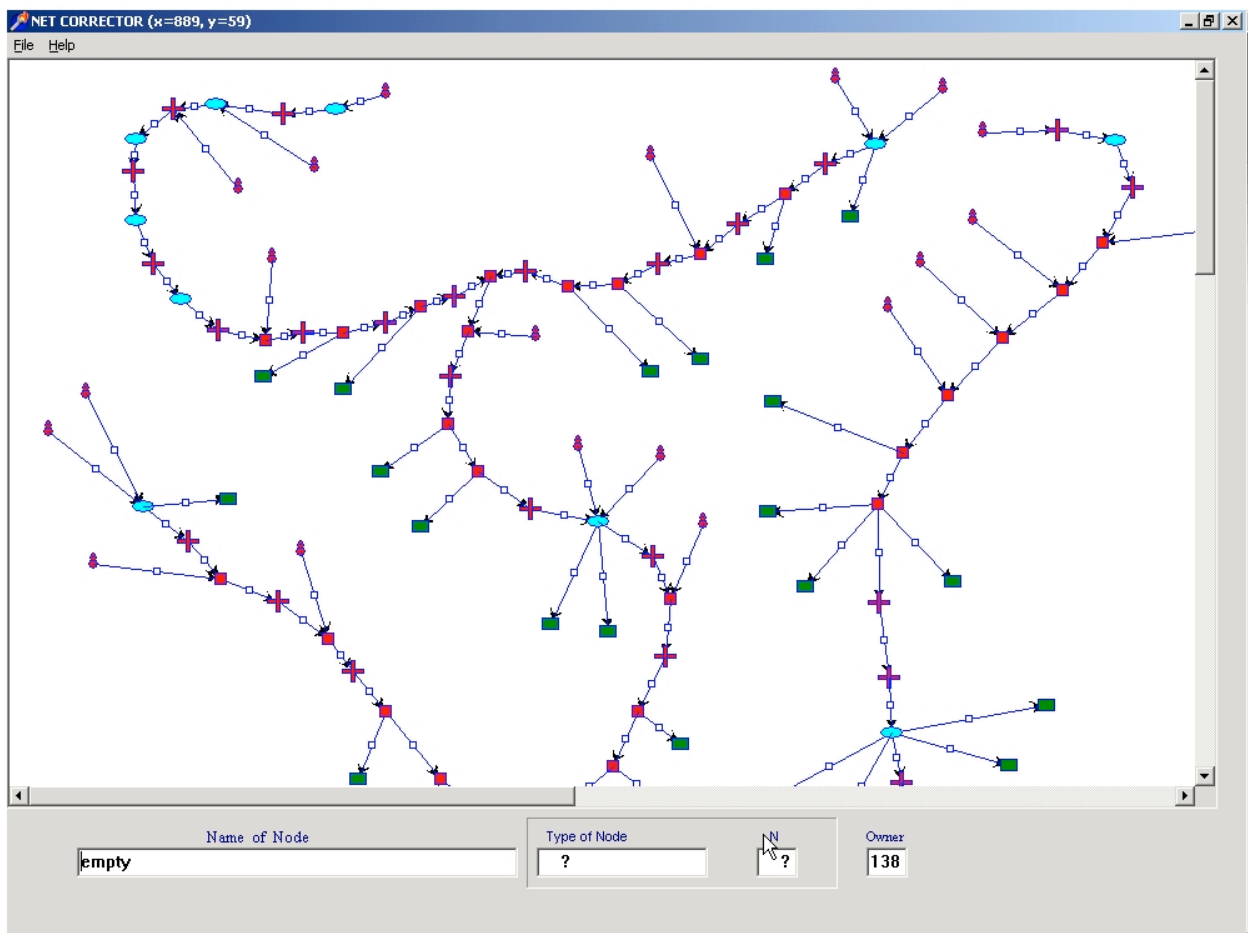 NET CORRECTOR (x=889, y=59)
File Help
Name of Node
Type of Node
N
Owner
empty
?
?
138